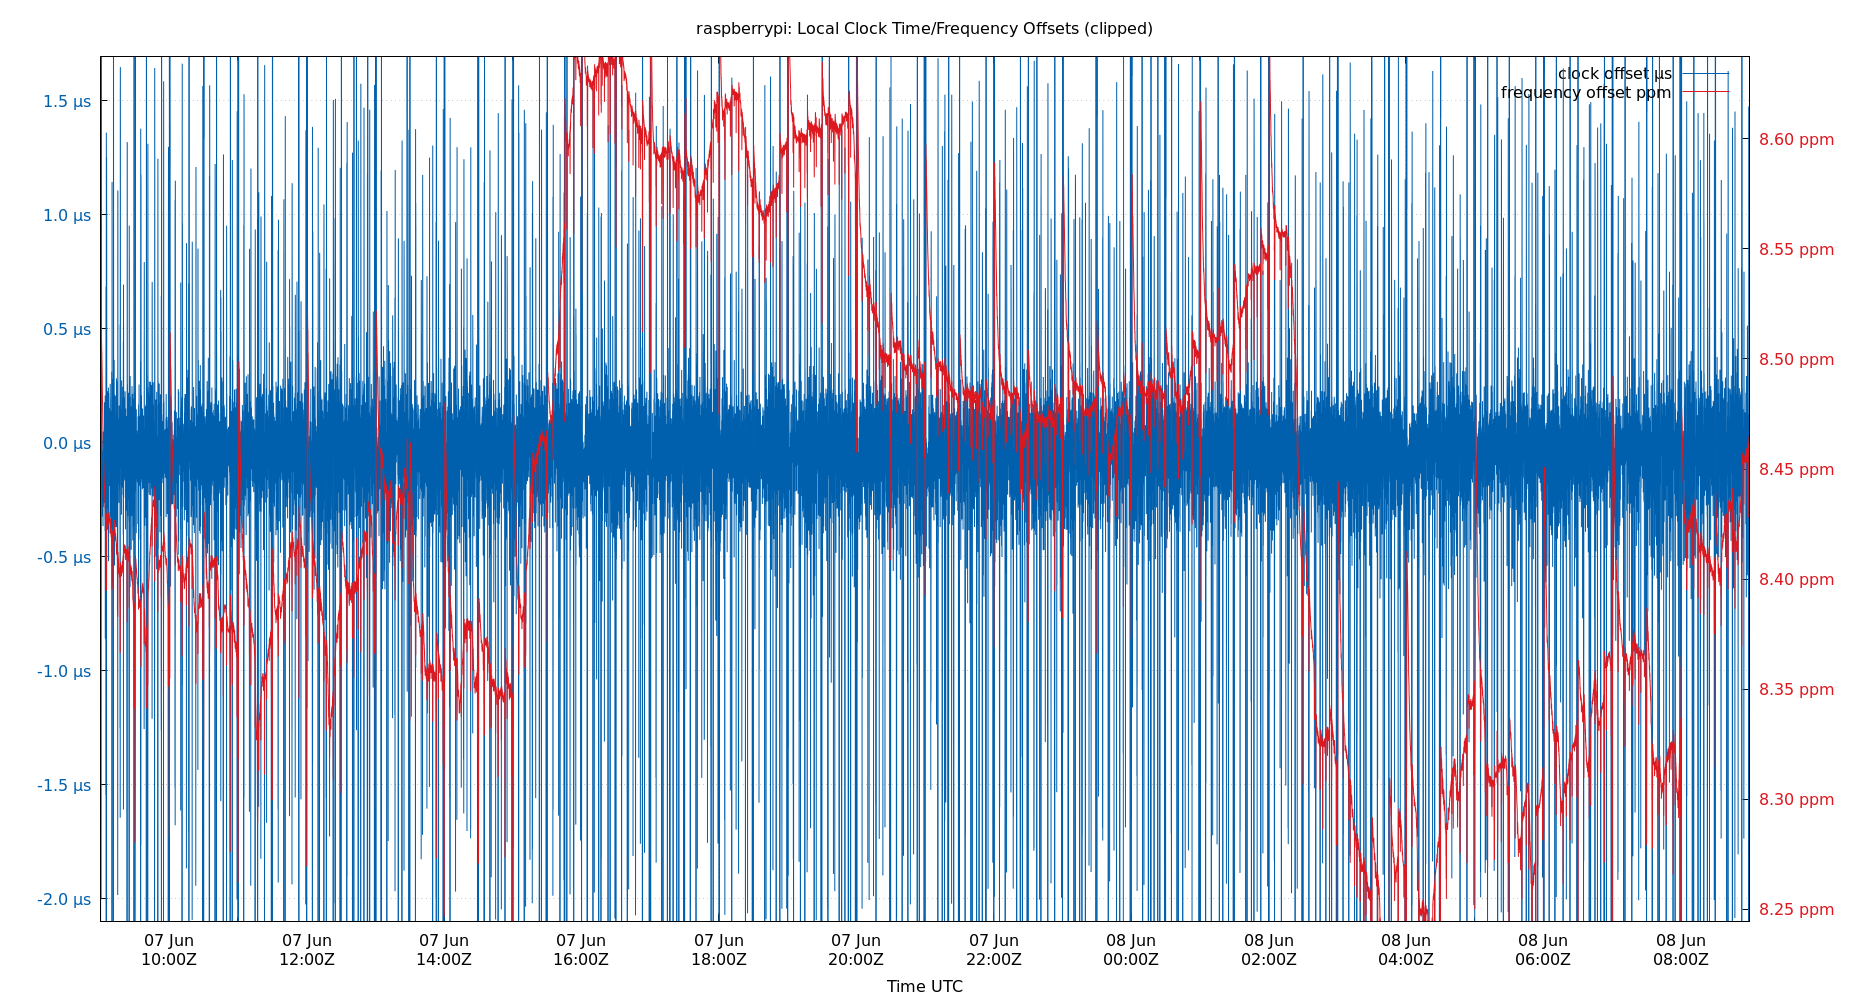 raspberrypi: Local Clock Time/Frequency Offsets (clipped)
clock offset µs
frequency offset ppm
1.5 µs
1.0 µs
0.5 µs
0.0 µs
-0.5 µs
-1.0 µs
-1.5 µs
-2.0 µs
8.60 ppm
8.55 ppm
8.50 ppm
8.45 ppm
8.40 ppm
8.35 ppm
8.30 ppm
8.25 ppm
07 Jun 07 Jun 07 Jun 07 Jun 07 Jun 07 Jun 07 Jun 08 Jun 08 Jun 08 Jun 08 Jun 08 Jun
10:00Z 12:00Z 14:00Z 16:00Z 18:00Z 20:00Z 22:00Z 00:00Z 02:00Z 04:00Z 06:00Z 08:00Z
Time UTC